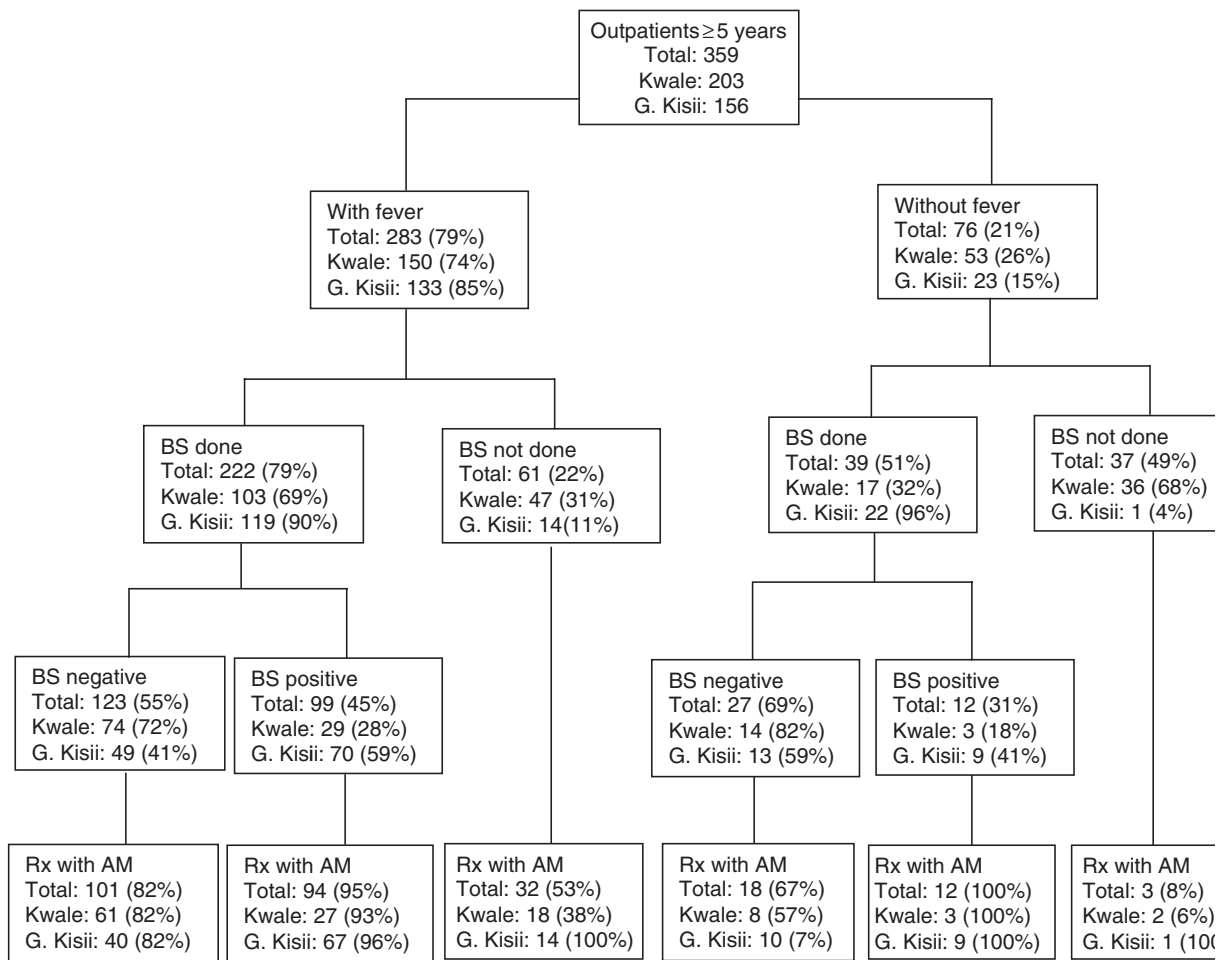 Outpatients ≥5 years
Total: 359
Kwale: 203
G. Kisii: 156
With fever
Total: 283 (79%)
Kwale: 150 (74%)
G. Kisii: 133 (85%)
Without fever
Total: 76 (21%)
Kwale: 53 (26%)
G. Kisii: 23 (15%)
BS done
Total: 222 (79%)
Kwale: 103 (69%)
G. Kisii: 119 (90%)
BS not done
Total: 61 (22%)
Kwale: 47 (31%)
G. Kisii: 14(11%)
BS done
Total: 39 (51%)
Kwale: 17 (32%)
G. Kisii: 22 (96%)
BS not done
Total: 37 (49%)
Kwale: 36 (68%)
G. Kisii: 1 (4%)
BS negative
Total: 123 (55%)
Kwale: 74 (72%)
G. Kisii: 49 (41%)
BS positive
Total: 99 (45%)
Kwale: 29 (28%)
G. Kisii: 70 (59%)
BS negative
Total: 27 (69%)
Kwale: 14 (82%)
G. Kisii: 13 (59%)
BS positive
Total: 12 (31%)
Kwale: 3 (18%)
G. Kisii: 9 (41%)
Rx with AM
Total: 101 (82%)
Kwale: 61 (82%)
G. Kisii: 40 (82%)
Rx with AM
Total: 94 (95%)
Kwale: 27 (93%)
G. Kisii: 67 (96%)
Rx with AM
Total: 32 (53%)
Kwale: 18 (38%)
G. Kisii: 14 (100%)
Rx with AM
Total: 18 (67%)
Kwale: 8 (57%)
G. Kisii: 10 (7%)
Rx with AM
Total: 12 (100%)
Kwale: 3 (100%)
G. Kisii: 9 (100%)
Rx with AM
Total: 3 (8%)
Kwale: 2 (6%)
G. Kisii: 1 (100